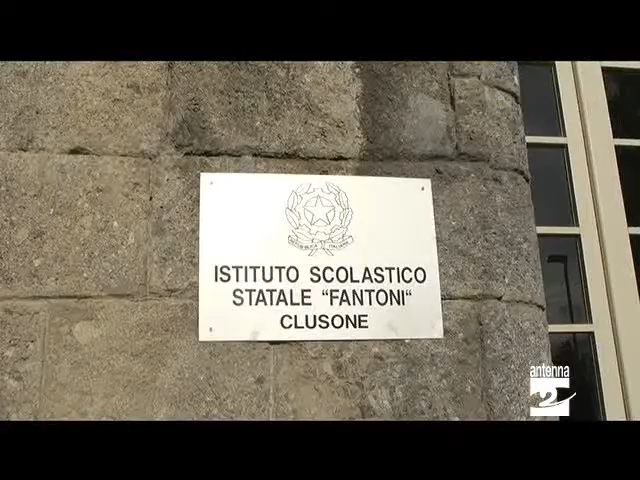 ISTITUTO SCOLASTICO
STATALE "FANTONI"
CLUSONE
antenna
2